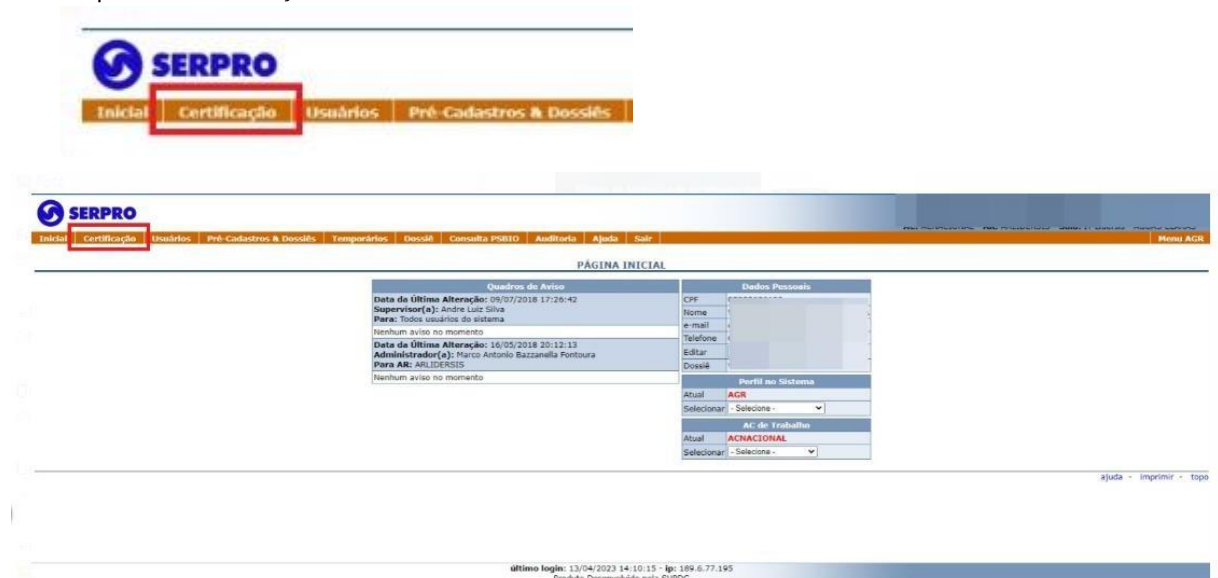 SERPRO
Inicial Certificação Usuários Pré-Cadastros & Dossiês
SERPRO
Inicial Certificação Usuários Pré-Cadastros & Dossiês Temporários Dossiê Consulta PSBIO Auditoria Ajuda Sair Menu AGR
PÁGINA INICIAL
Quadros de Aviso
Data da Última Alteração: 09/07/2018 17:26:42
Supervisor(a): Andre Luiz Silva
Para: Todos usuários do sistema
Nenhum aviso no momento
Data da Última Alteração: 16/05/2018 20:12:13
Administrador(a): Marco Antonio Bazzanella Fontoura
Para AR: ARLIDERSIS
Nenhum aviso no momento
Dados Pessoais
CPF
Nome
e-mail
Telefone
Editar
Dossiê
Perfil no Sistema
Atual AGR
Selecionar - Selecione -
AC de Trabalho
Atual ACNACIONAL
Selecionar - Selecione -
ajuda - imprimir - topo
último login: 13/04/2023 14:10:15 - ip: 189.6.77.195